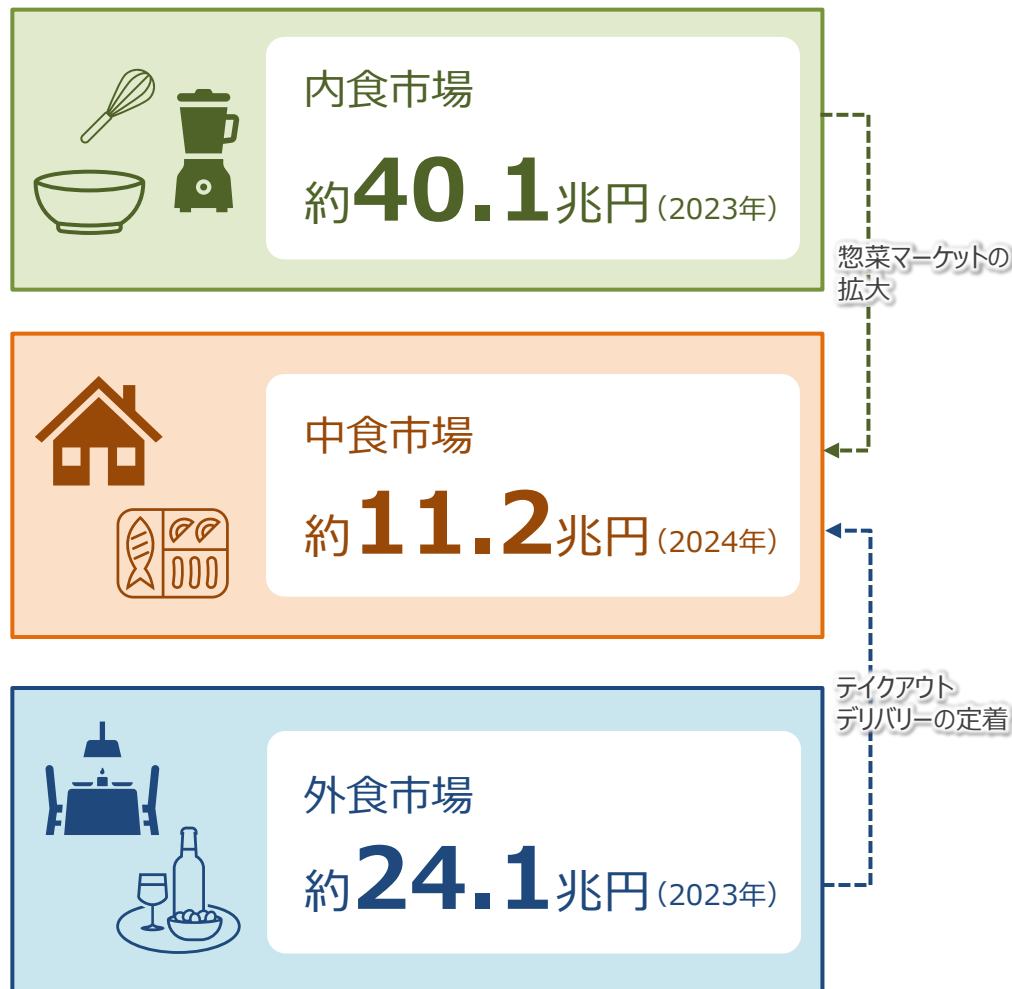 内食市場
約40.1兆円（2023年）
惣菜マーケットの
拡大
中食市場
約11.2兆円（2024年）
テイクアウト
デリバリーの定着
外食市場
約24.1兆円（2023年）